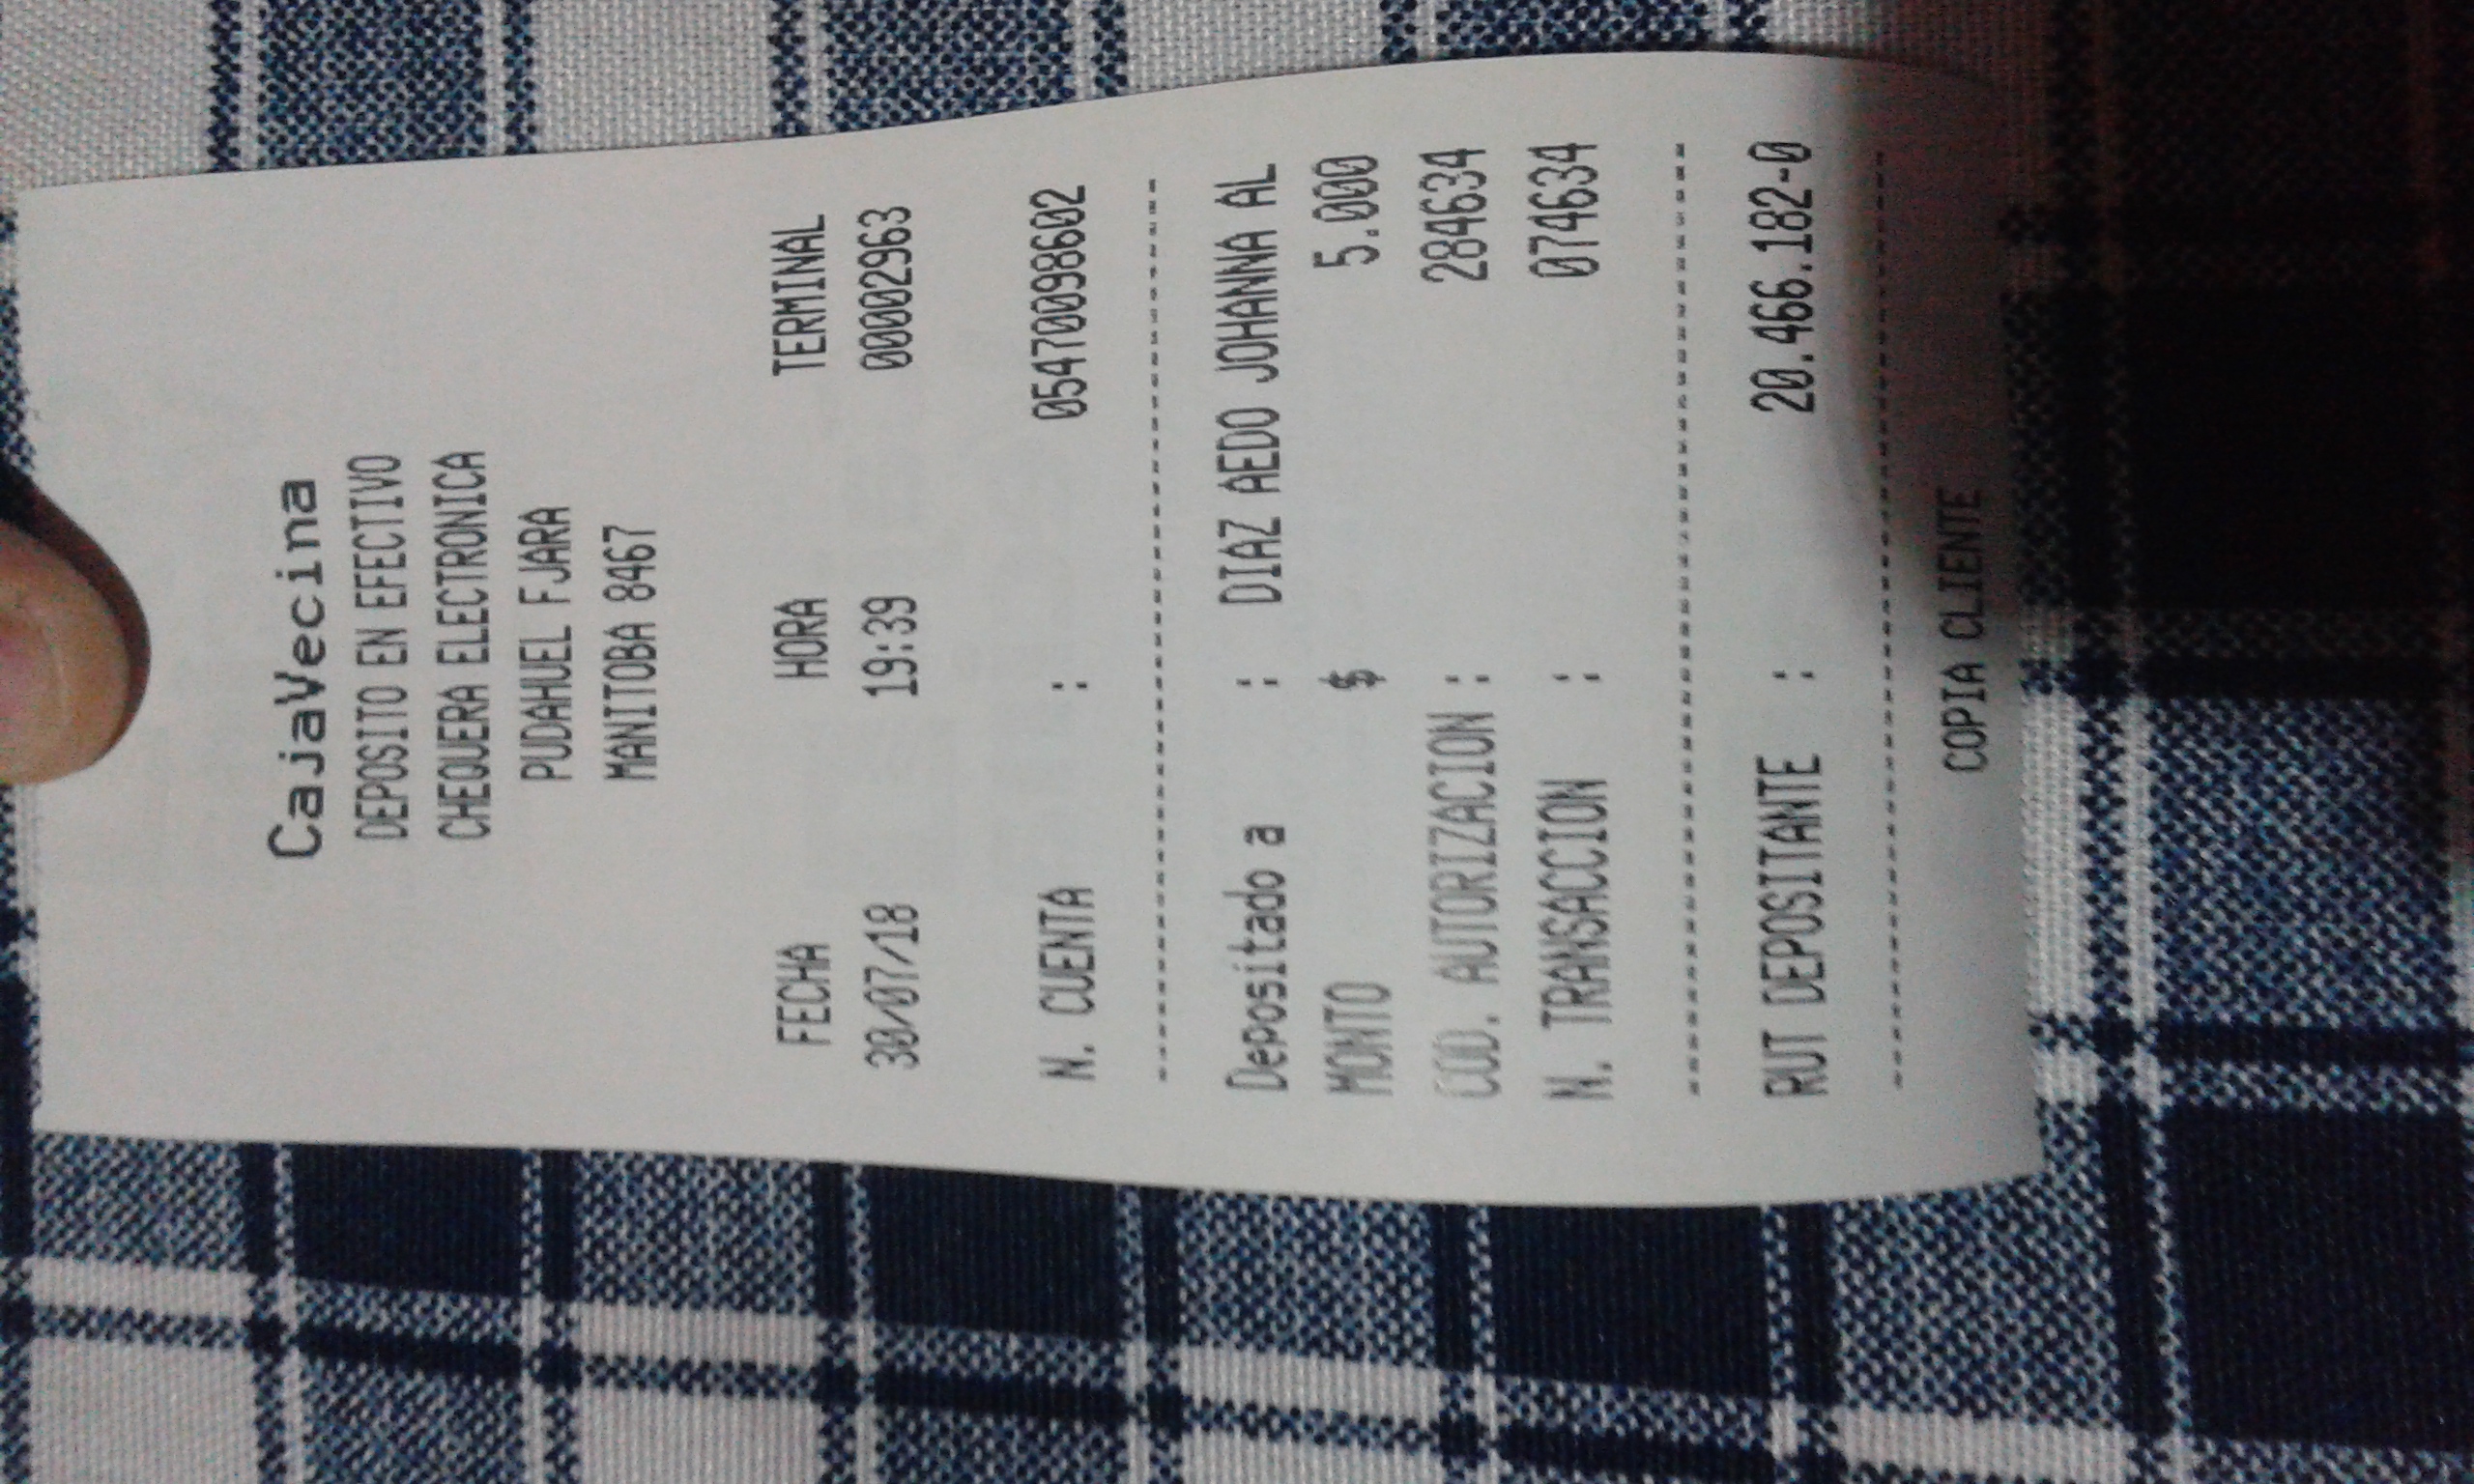 CajaVecina
DEPOSITO EN EFECTIVO
CHEQUERA ELECTRONICA
PUDAHUEL FJARA
MANITOBA 8467
FECHA HORA TERMINAL
30/07/18 19:39 00002963
N. CUENTA : 05470098602
Depositado a : DIAZ AEDO JOHANNA AL
MONTO $ 5.000
COD. AUTORIZACION : 284634
N. TRANSACCION : 074634
RUT DEPOSITANTE : 20.466.182-0
COPIA CLIENTE